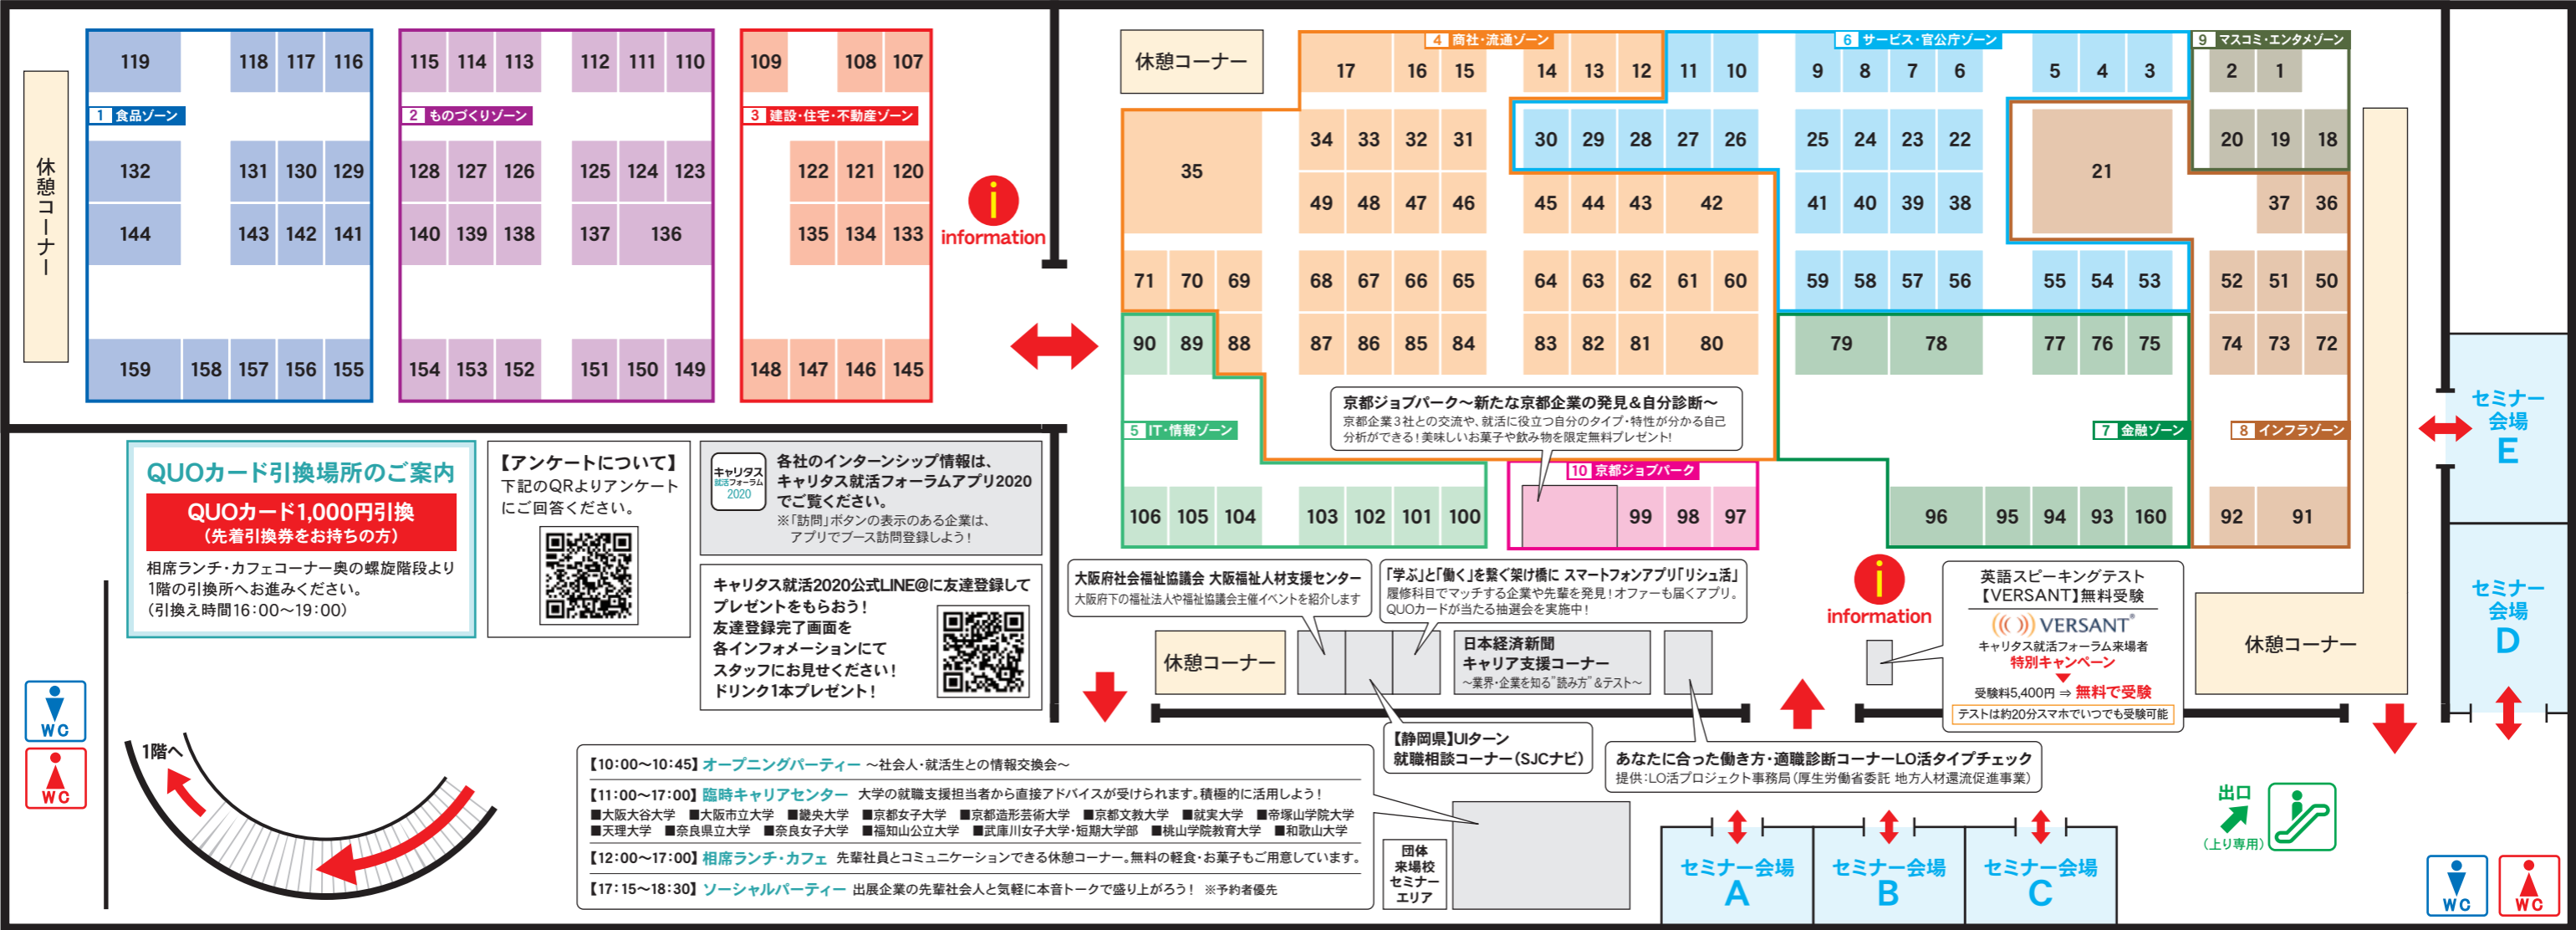 119 118 117 116
1 食品ゾーン
132 131 130 129
144 143 142 141
159 158 157 156 155
休憩コーナー
115 114 113 112 111 110
2 ものづくりゾーン
128 127 126 125 124 123
140 139 138 137 136
154 153 152 151 150 149
109 108 107
3 建設・住宅・不動産ゾーン
122 121 120
135 134 133
148 147 146 145
i
information
休憩コーナー
4 商社・流通ゾーン
17 16 15 14 13 12
35 34 33 32 31
49 48 47 46 45 44 43 42
71 70 69 68 67 66 65 64 63 62 61 60
88 87 86 85 84 83 82 81 80
6 サービス・官公庁ゾーン
11 10 9 8 7 6 5 4 3
30 29 28 27 26 25 24 23 22
41 40 39 38
59 58 57 56 55 54 53
9 マスコミ・エンタメゾーン
2 1
20 19 18
21 37 36
52 51 50
74 73 72
8 インフラゾーン
92 91
90 89
5 IT・情報ゾーン
106 105 104 103 102 101 100
79 78 77 76 75
7 金融ゾーン
96 95 94 93 160
京都ジョブパーク～新たな京都企業の発見＆自分診断～
京都企業3社との交流や、就活に役立つ自分のタイプ・特性が分かる自己
分析ができる！美味しいお菓子や飲み物を限定無料プレゼント！
10 京都ジョブパーク
99 98 97
セミナー
会場
E
セミナー
会場
D
QUOカード引換場所のご案内
QUOカード1,000円引換
（先着引換券をお持ちの方）
相席ランチ・カフェコーナー奥の螺旋階段より
1階の引換所へお進みください。
（引換え時間16：00～19：00）
【アンケートについて】
下記のQRよりアンケート
にご回答ください。
キャリタス
就活フォーラム
2020
各社のインターンシップ情報は、
キャリタス就活フォーラムアプリ2020
でご覧ください。
※「訪問」ボタンの表示のある企業は、
アプリでブース訪問登録しよう！
キャリタス就活2020公式LINE@に友達登録して
プレゼントをもらおう！
友達登録完了画面を
各インフォメーションにて
スタッフにお見せください！
ドリンク1本プレゼント！
大阪府社会福祉協議会 大阪福祉人材支援センター
大阪府下の福祉法人や福祉協議会主催イベントを紹介します
「学ぶ」と「働く」を繋ぐ架け橋に スマートフォンアプリ「リシュ活」
履修科目でマッチする企業や先輩を発見！オファーも届くアプリ。
QUOカードが当たる抽選会を実施中！
休憩コーナー
日本経済新聞
キャリア支援コーナー
～業界・企業を知る“読み方”＆テスト～
i
information
英語スピーキングテスト
【VERSANT】無料受験
VERSANT®
キャリタス就活フォーラム来場者
特別キャンペーン
受験料5,400円 ⇒ 無料で受験
テストは約20分スマホでいつでも受験可能
休憩コーナー
【静岡県】UIターン
就職相談コーナー（SJCナビ）
あなたに合った働き方・適職診断コーナーLO活タイプチェック
提供：LO活プロジェクト事務局（厚生労働省委託 地方人材還流促進事業）
WC
WC
1階へ
【10：00～10：45】 オープニングパーティー ～社会人・就活生との情報交換会～
【11：00～17：00】 臨時キャリアセンター 大学の就職支援担当者から直接アドバイスが受けられます。積極的に活用しよう！
■大阪大谷大学 ■大阪市立大学 ■畿央大学 ■京都女子大学 ■京都造形芸術大学 ■京都文教大学 ■就実大学 ■帝塚山学院大学
■天理大学 ■奈良県立大学 ■奈良女子大学 ■福知山公立大学 ■武庫川女子大学・短期大学部 ■桃山学院教育大学 ■和歌山大学
【12：00～17：00】 相席ランチ・カフェ 先輩社員とコミュニケーションできる休憩コーナー。無料の軽食・お菓子もご用意しています。
【17：15～18：30】 ソーシャルパーティー 出展企業の先輩社会人と気軽に本音トークで盛り上がろう！ ※予約者優先
団体
来場校
セミナー
エリア
セミナー会場
A
セミナー会場
B
セミナー会場
C
出口
（上り専用）
WC
WC